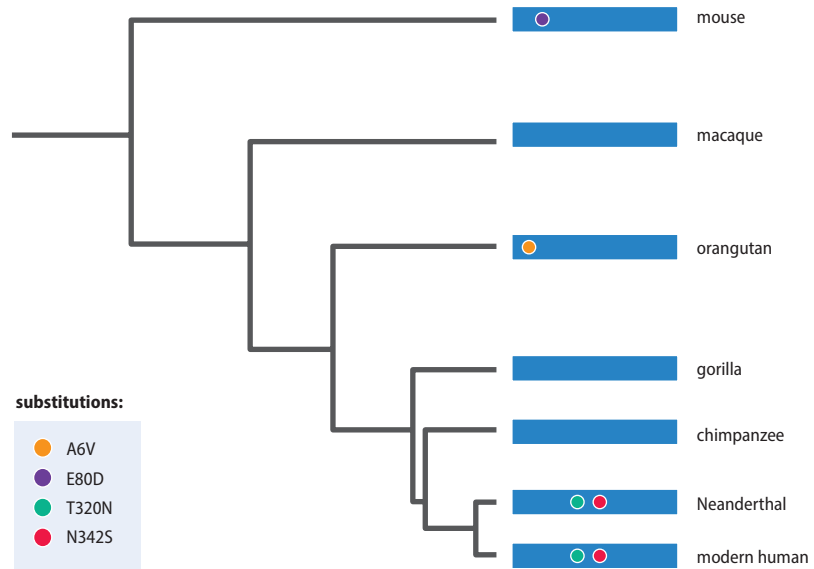 mouse
macaque
orangutan
gorilla
substitutions:
A6V
chimpanzee
E80D
Neanderthal
T320N
N342S
modern human